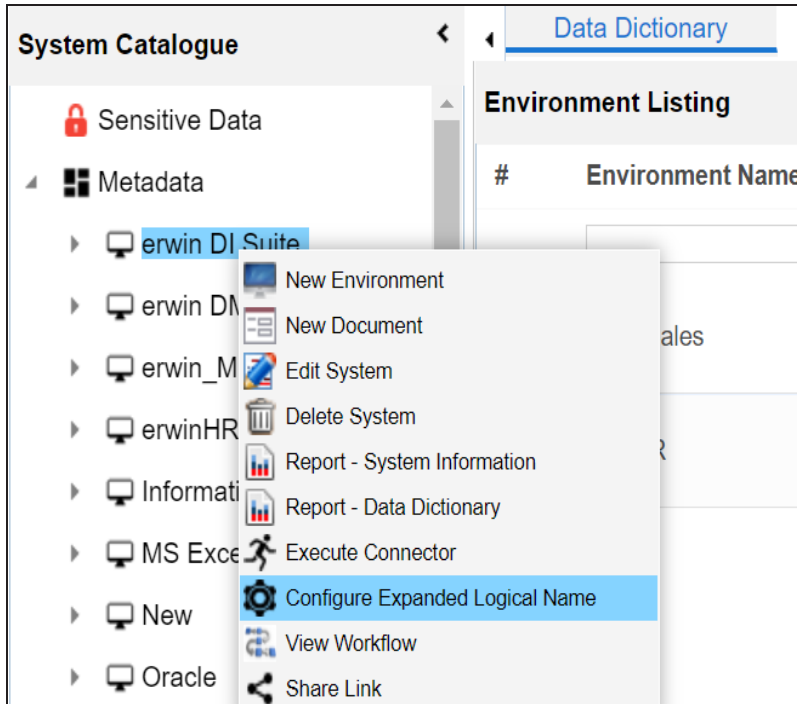 System Catalogue
Data Dictionary
Sensitive Data
Environment Listing
Metadata
#
Environment Name
erwin DI Suite
New Environment
erwin DM
New Document
ales
erwin_M
Edit System
erwinHR
Delete System
R
Report - System Information
Informati
Report - Data Dictionary
MS Exce
Execute Connector
Configure Expanded Logical Name
New
View Workflow
Oracle
Share Link